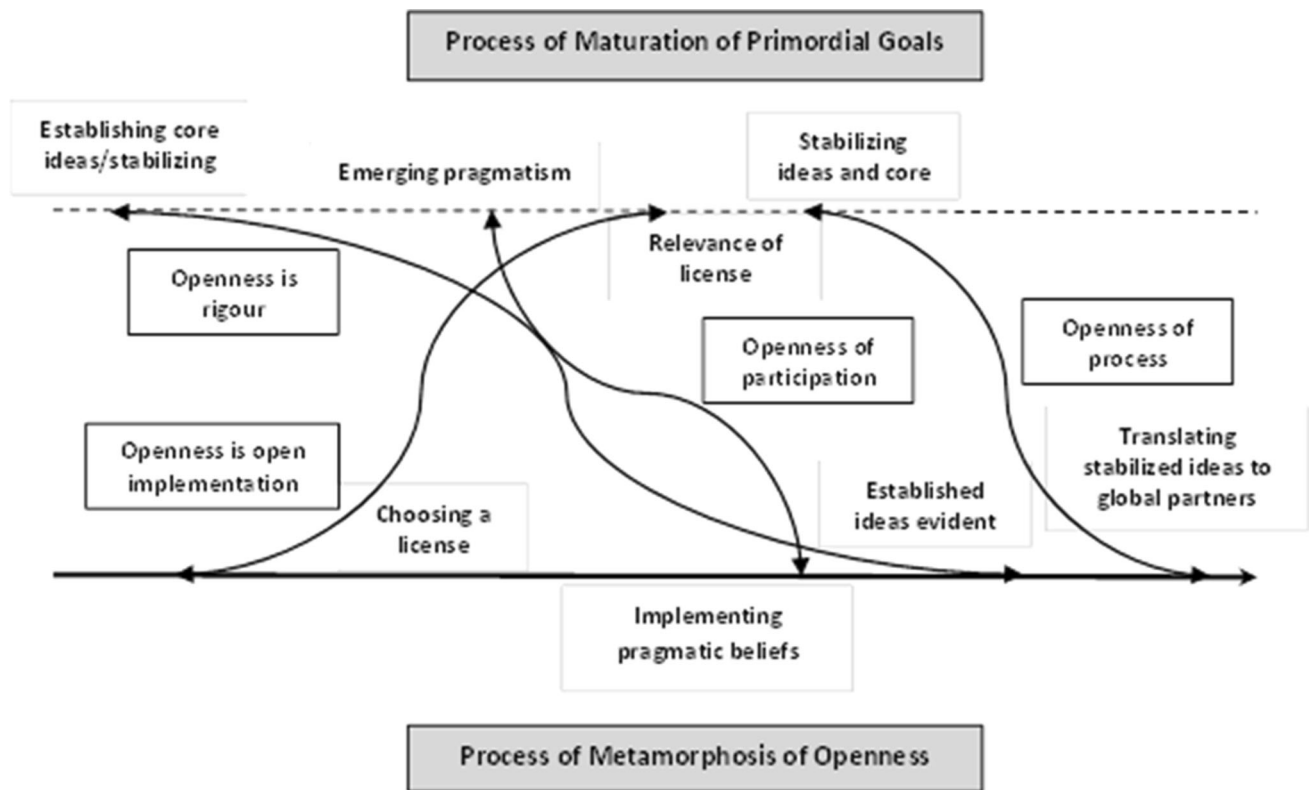 Process of Maturation of Primordial Goals
Establishing core
ideas/stabilizing
Emerging pragmatism
Stabilizing
ideas and core
Relevance of
license
Openness is
rigour
Openness of
participation
Openness of
process
Openness is open
implementation
Choosing a
license
Established
ideas evident
Translating
stabilized ideas to
global partners
Implementing
pragmatic beliefs
Process of Metamorphosis of Openness